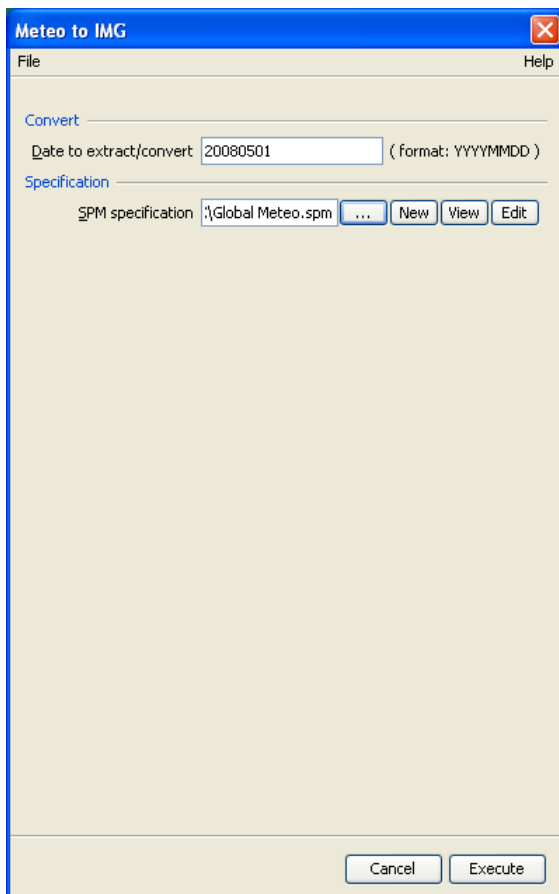 Meteo to IMG
File Help
Convert
Date to extract/convert 20080501 ( format: YYYYMMDD )
Specification
SPM specification :\Global Meteo.spm ... New View Edit
Cancel Execute